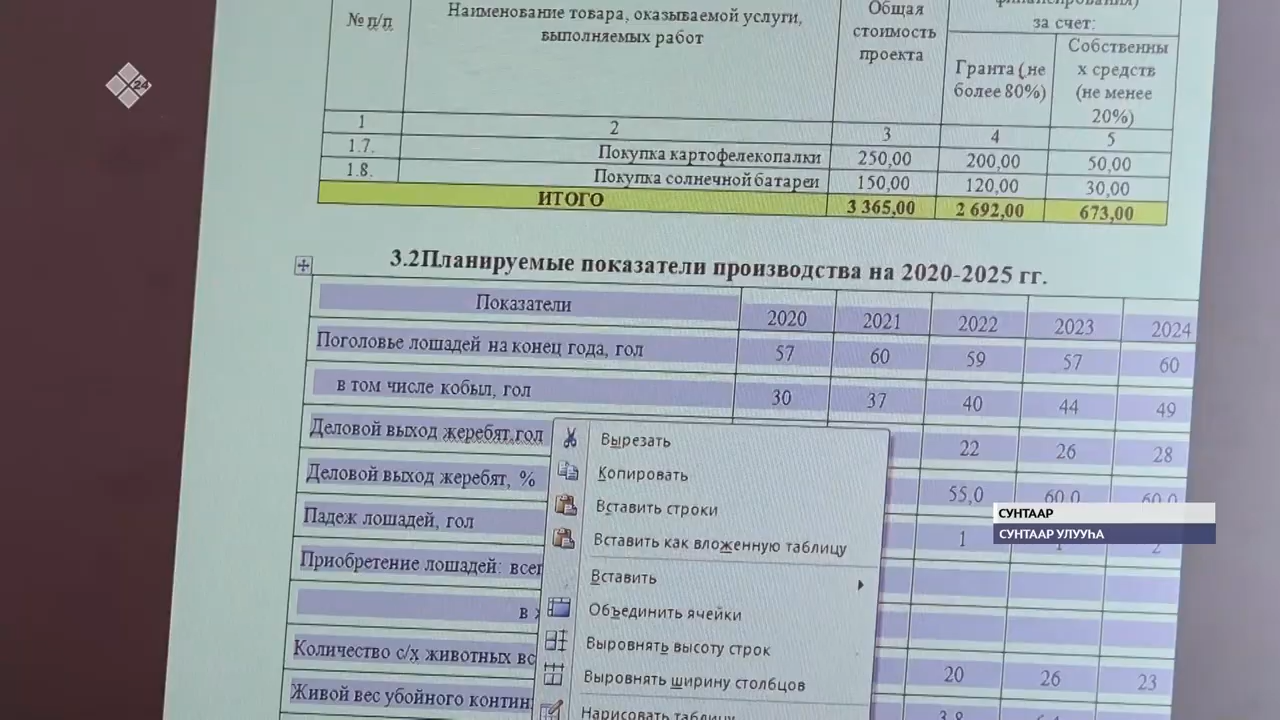 финансирования)
№ п/п
Наименование товара, оказываемой услуги,
выполняемых работ
Общая
стоимость
проекта
за счет:
Гранта (не
более 80%)
Собственны
х средств
(не менее
20%)
1 2 3 4 5
1.7. Покупка картофелекопалки 250,00 200,00 50,00
1.8. Покупка солнечной батареи 150,00 120,00 30,00
ИТОГО 3 365,00 2 692,00 673,00
24
3.2Планируемые показатели производства на 2020-2025 гг.
Показатели 2020 2021 2022 2023 2024
Поголовье лошадей на конец года, гол 57 60 59 57 60
в том числе кобыл, гол 30 37 40 44 49
Деловой выход жеребят,гол 22 26 28
Деловой выход жеребят, % 55,0 60,0 60,0
Падеж лошадей, гол 1
Приобретение лошадей:
в
Количество с/х животных 20 26 23
Живой вес убойного 3,8
Вырезать
Копировать
Вставить строки
Вставить как вложенную таблицу
Вставить
Объединить ячейки
Выровнять высоту строк
Выровнять ширину столбцов
Нарисовать таблицу
СУНТААР
СУНТААР УЛУУҺА